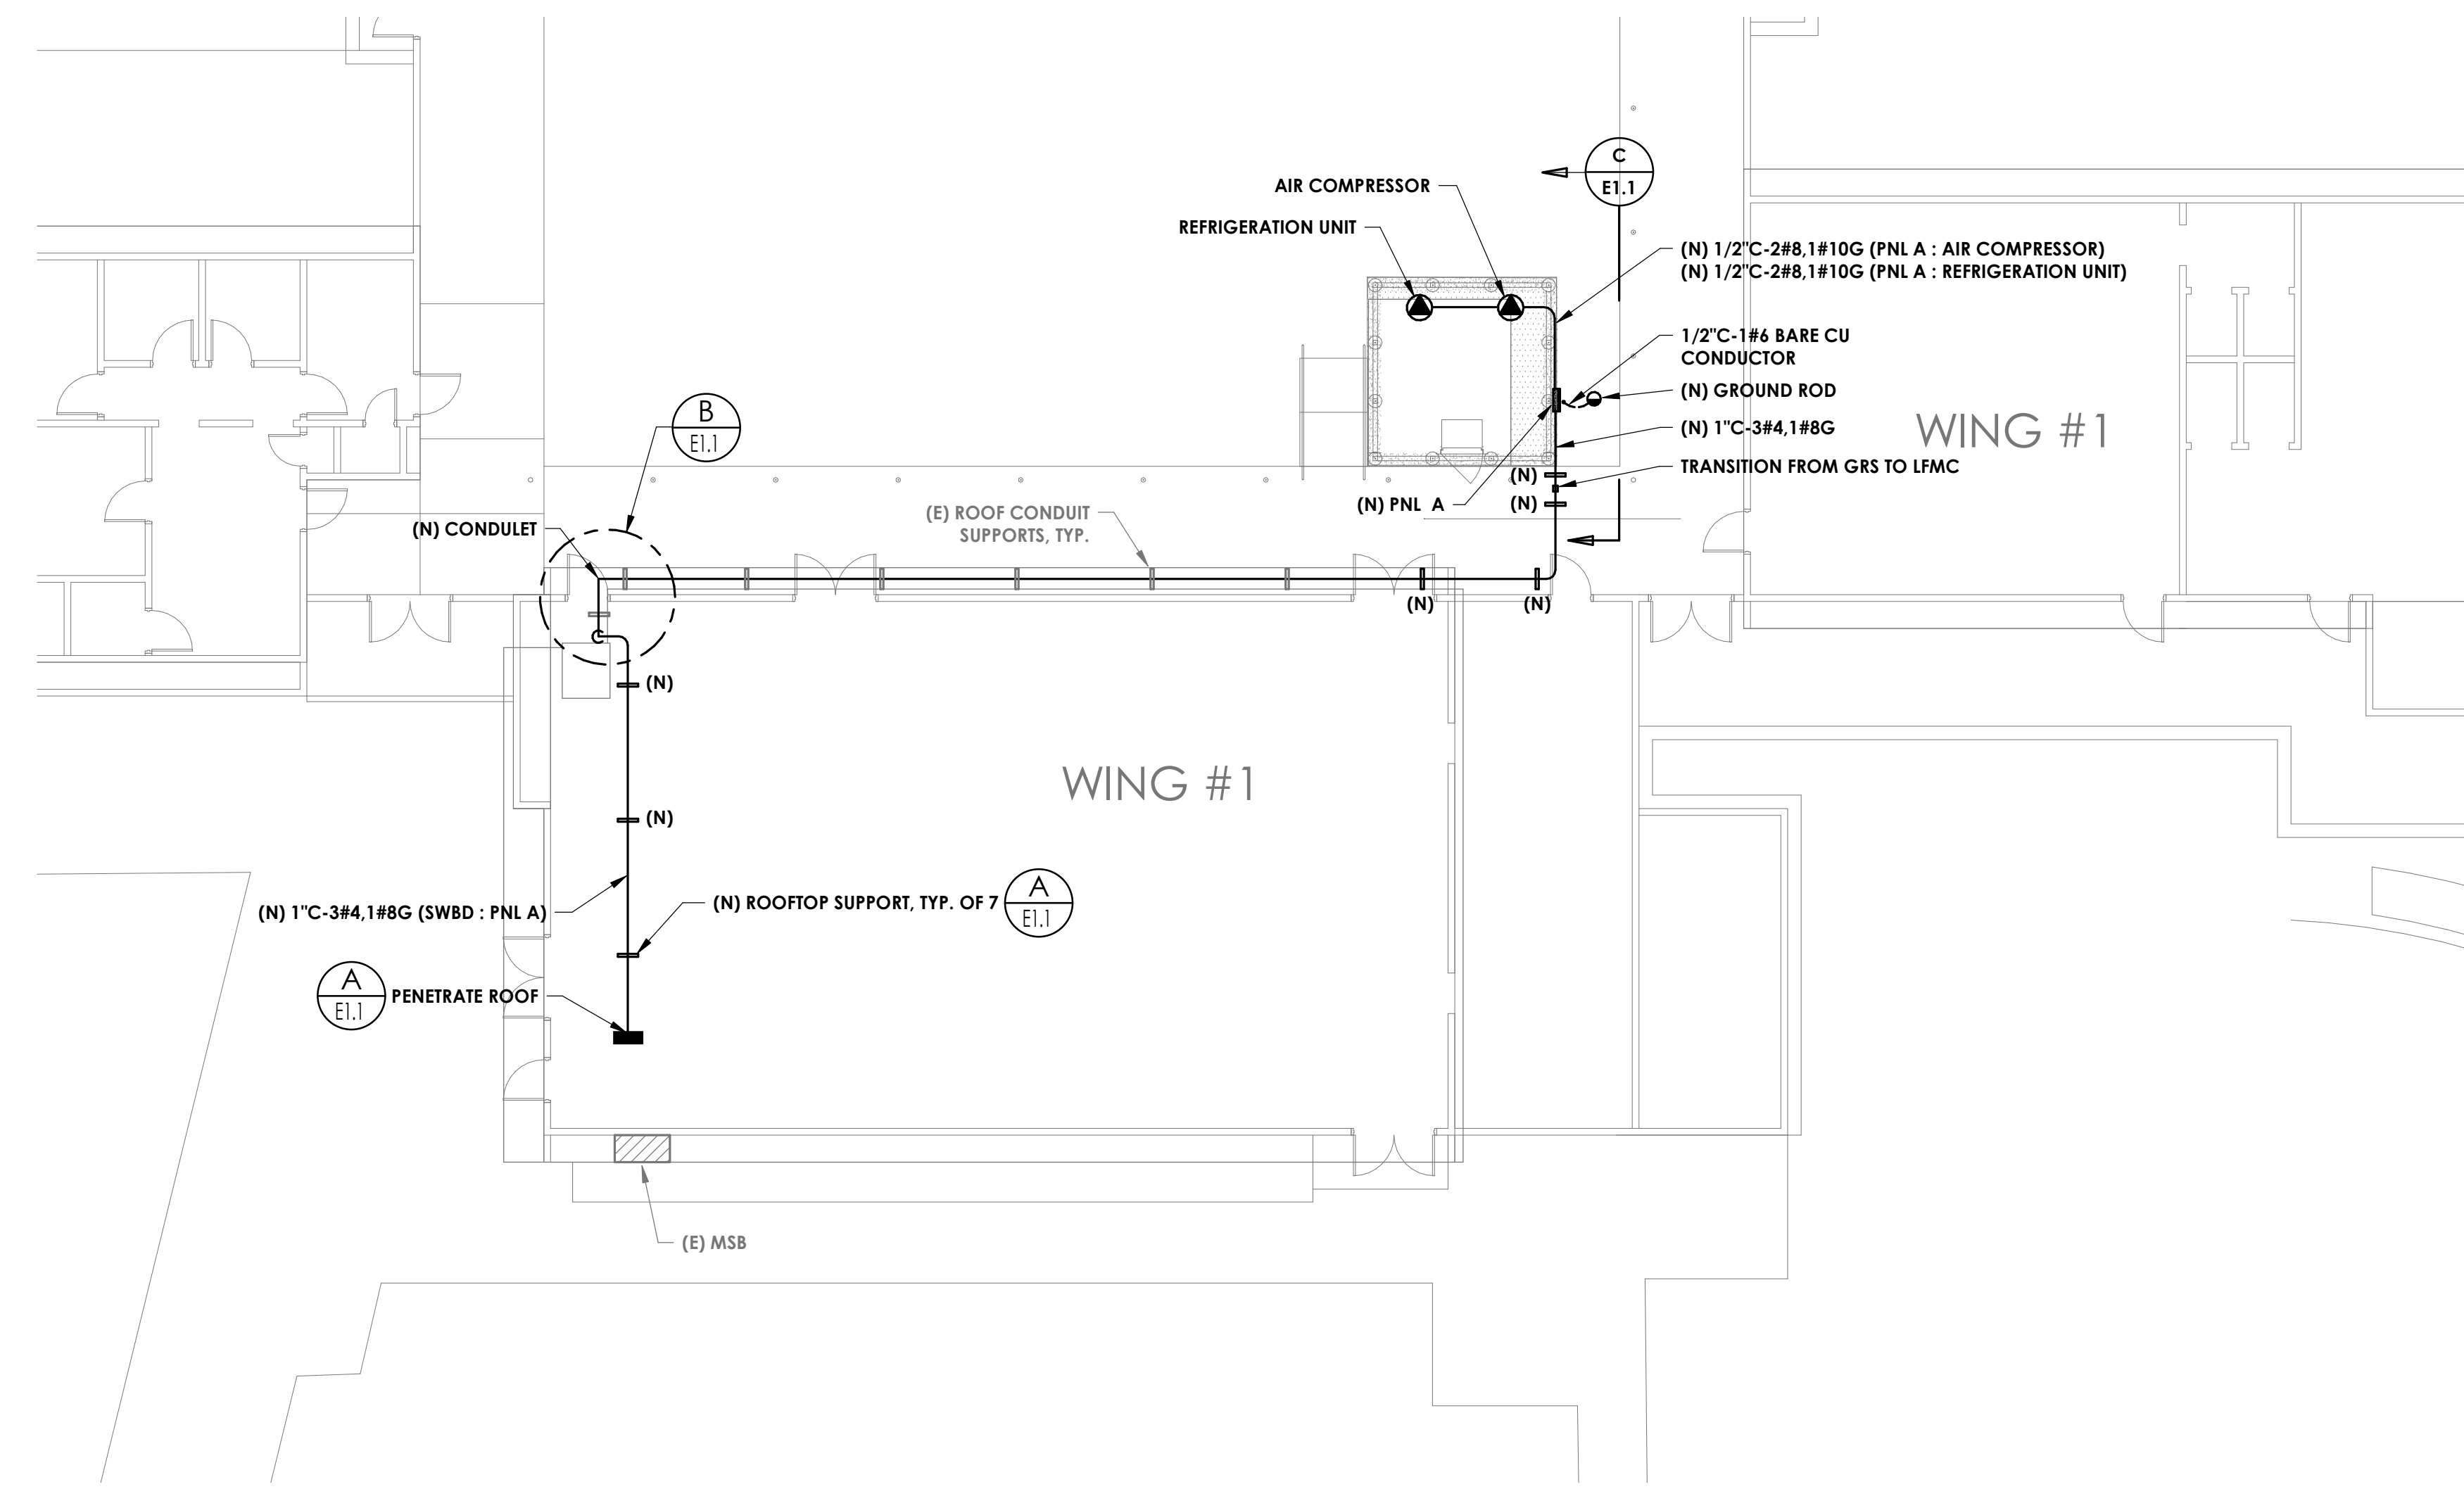 C
E1.1
AIR COMPRESSOR
REFRIGERATION UNIT
(N) 1/2"C-2#8,1#10G (PNL A : AIR COMPRESSOR)
(N) 1/2"C-2#8,1#10G (PNL A : REFRIGERATION UNIT)
1/2"C-1#6 BARE CU
CONDUCTOR
(N) GROUND ROD
(N) 1"C-3#4,1#8G
TRANSITION FROM GRS TO LFMC
WING #1
B
E1.1
(N)
(N)
(N) PNL A
(E) ROOF CONDUIT
SUPPORTS, TYP.
(N) CONDULET
(N)
(N)
(N)
WING #1
(N)
(N) 1"C-3#4,1#8G (SWBD : PNL A)
(N) ROOFTOP SUPPORT, TYP. OF 7
A
E1.1
A
E1.1
PENETRATE ROOF
(E) MSB